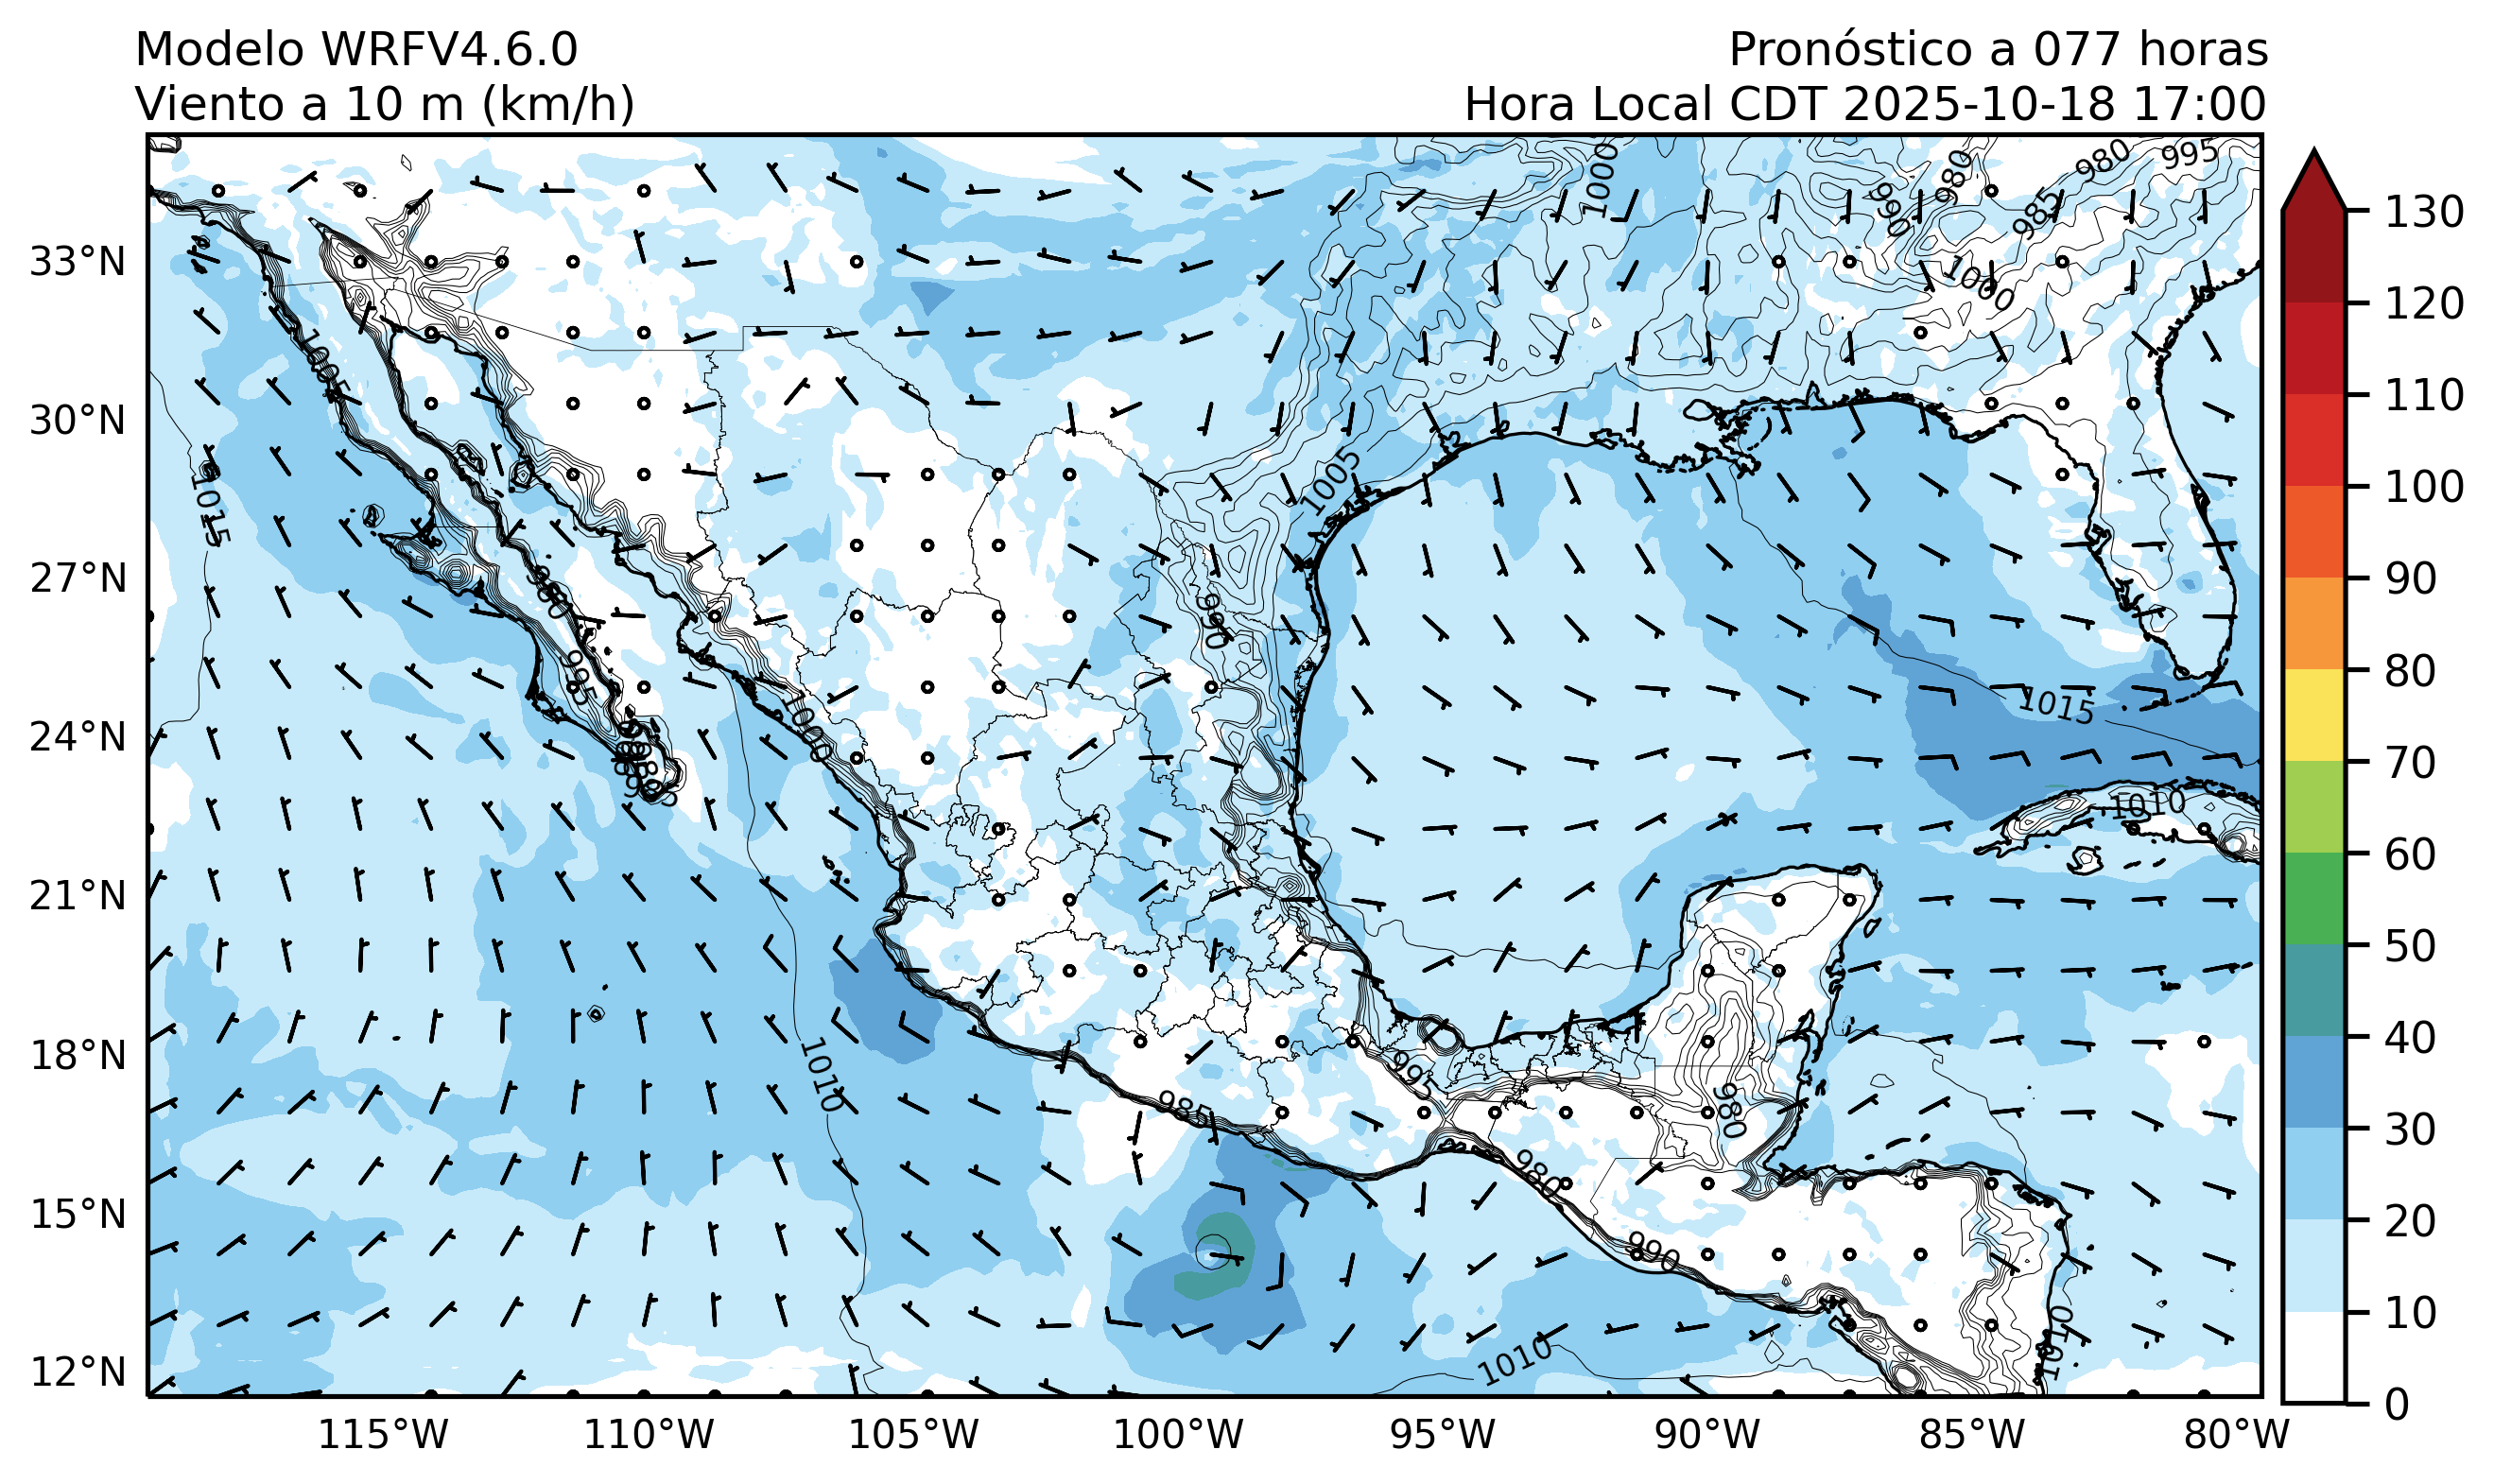 Modelo WRFV4.6.0
Pronóstico a 077 horas
Viento a 10 m (km/h)
Hora Local CDT 2025-10-18 17:00
1000
980
980
995
990
985
1000
1005
1015
1005
980
990
995
1000
1015
985
1010
1010
995
985
980
980
990
1010
1010
33°N
30°N
27°N
24°N
21°N
18°N
15°N
12°N
115°W
110°W
105°W
100°W
95°W
90°W
85°W
80°W
130
120
110
100
90
80
70
60
50
40
30
20
10
0